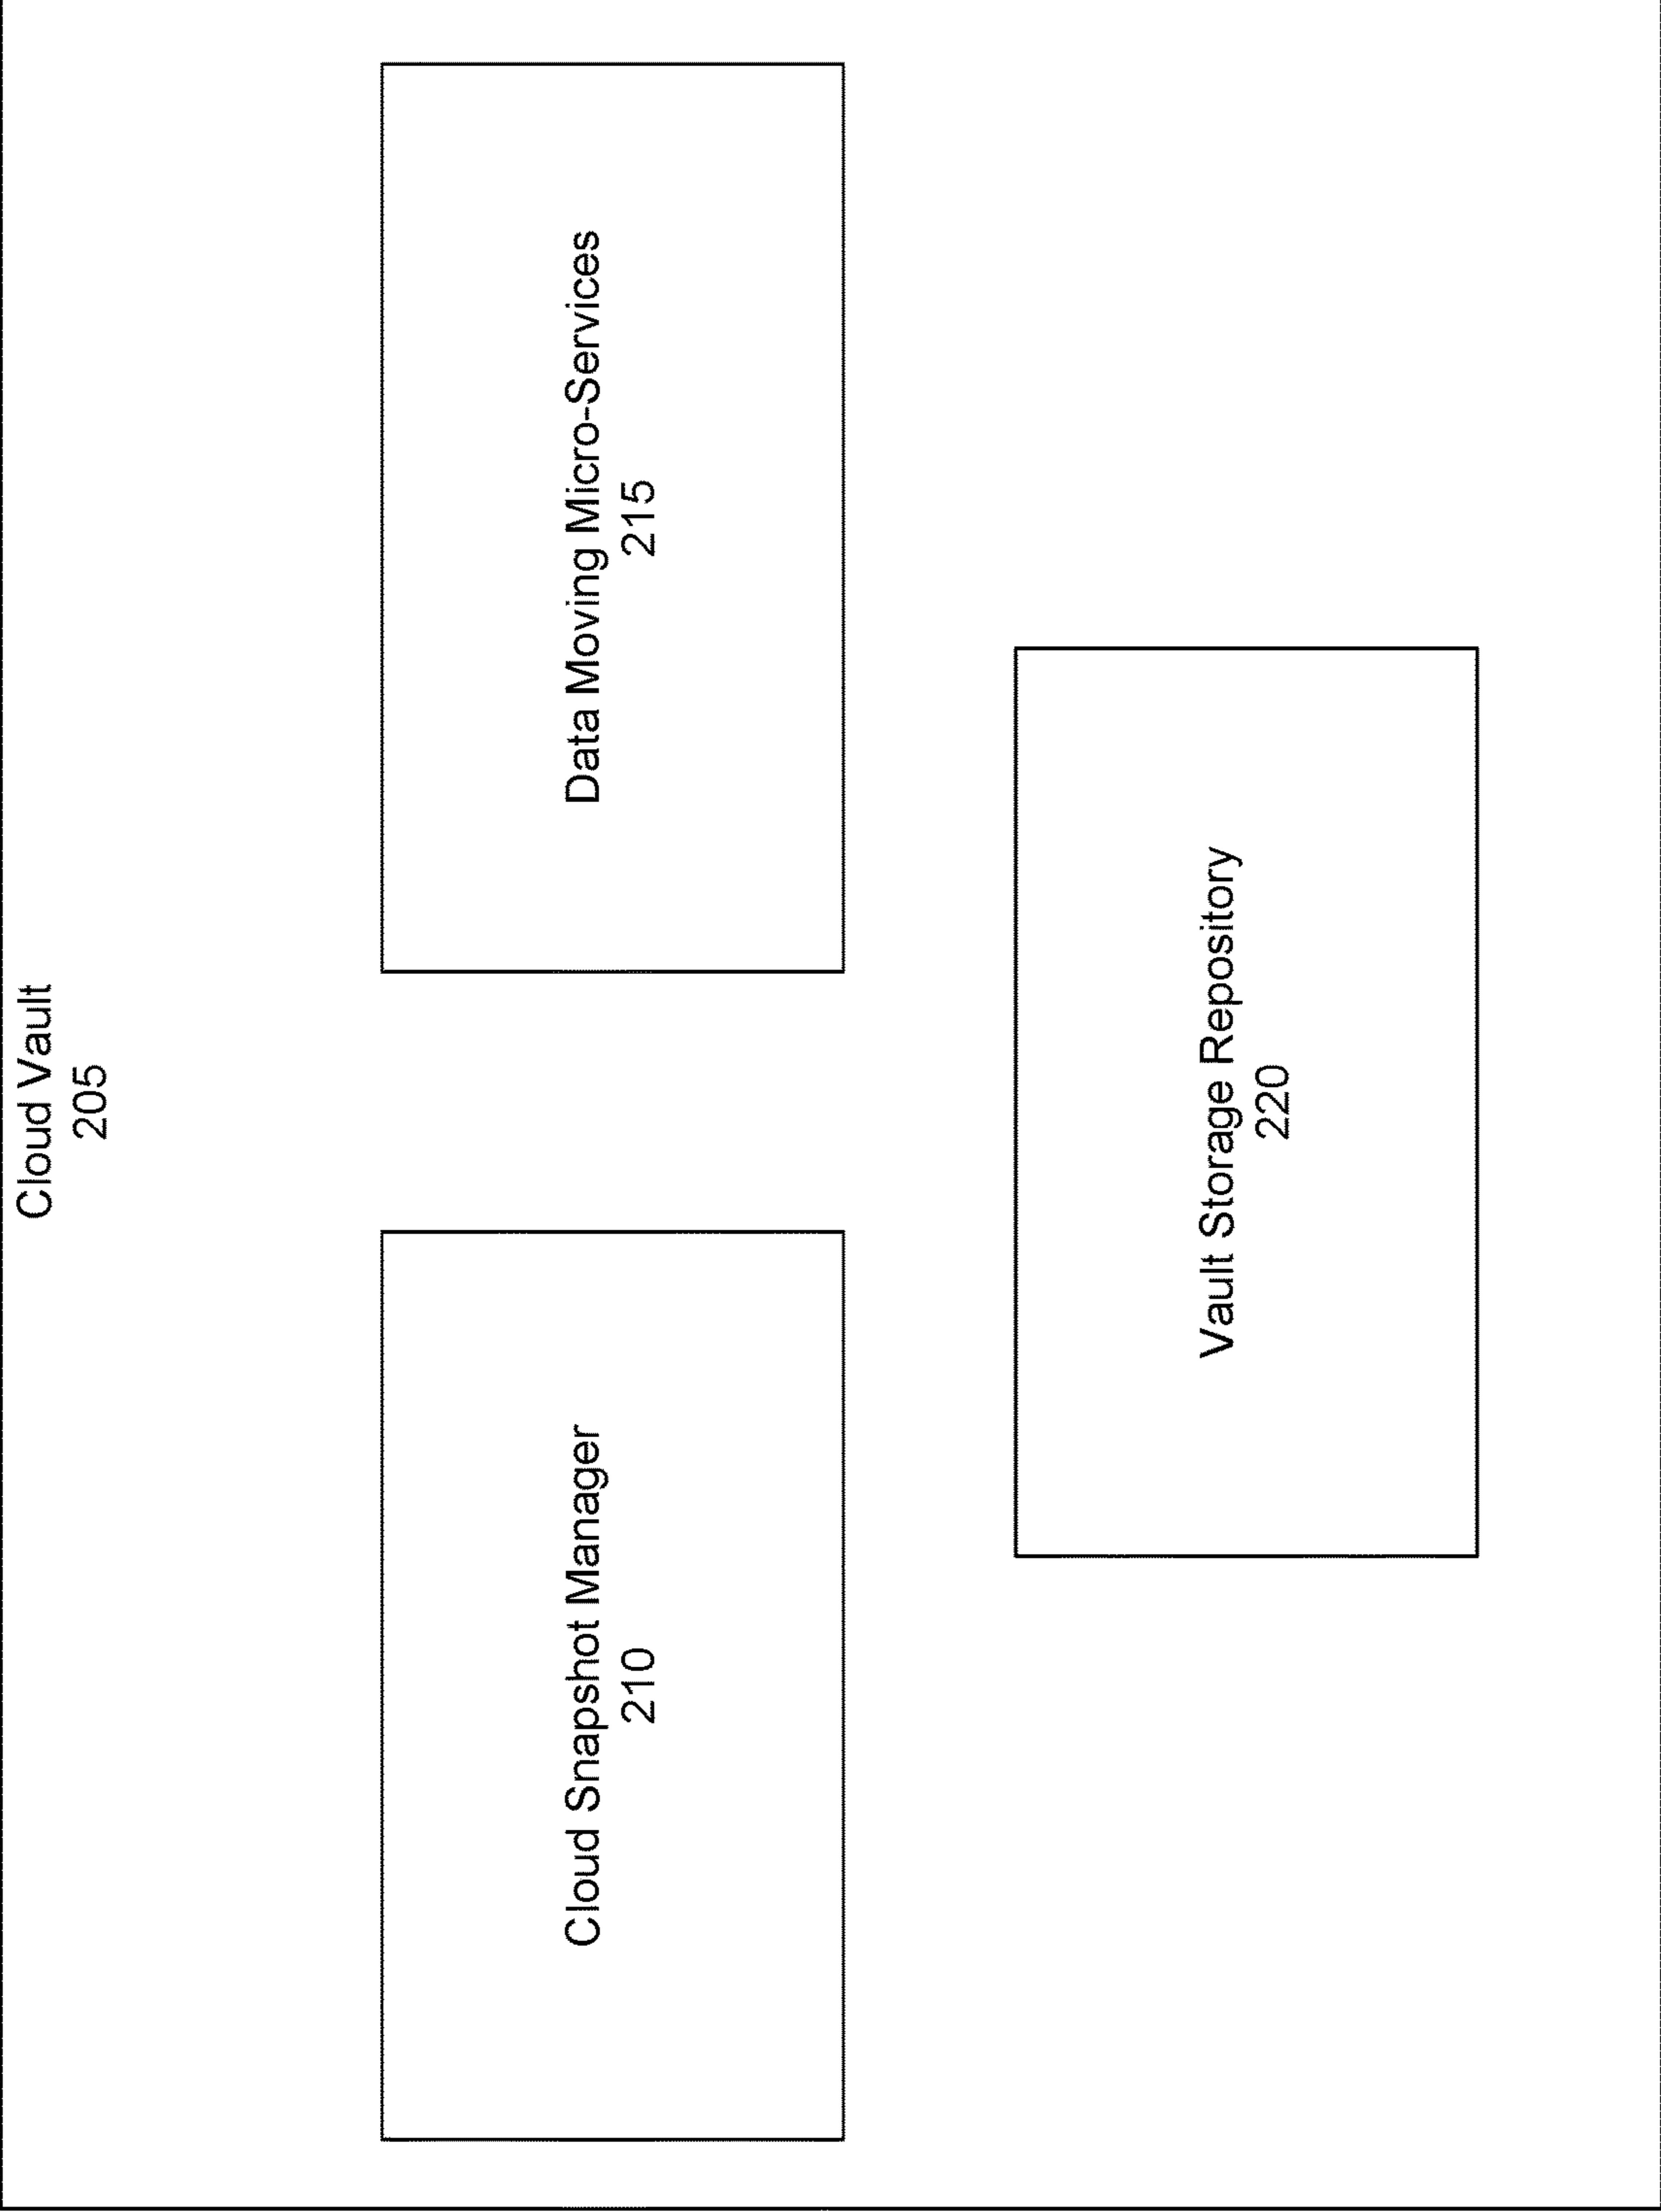 Cloud Vault
205
Cloud Snapshot Manager
210
Data Moving Micro-Services
215
Vault Storage Repository
220